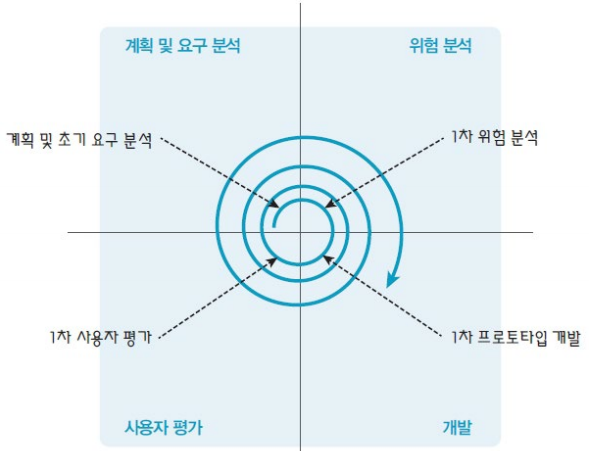 계획 및 요구 분석
위험 분석
계획 및 초기 요구 분석
1차 위험 분석
1차 사용자 평가
1차 프로토타입 개발
사용자 평가
개발